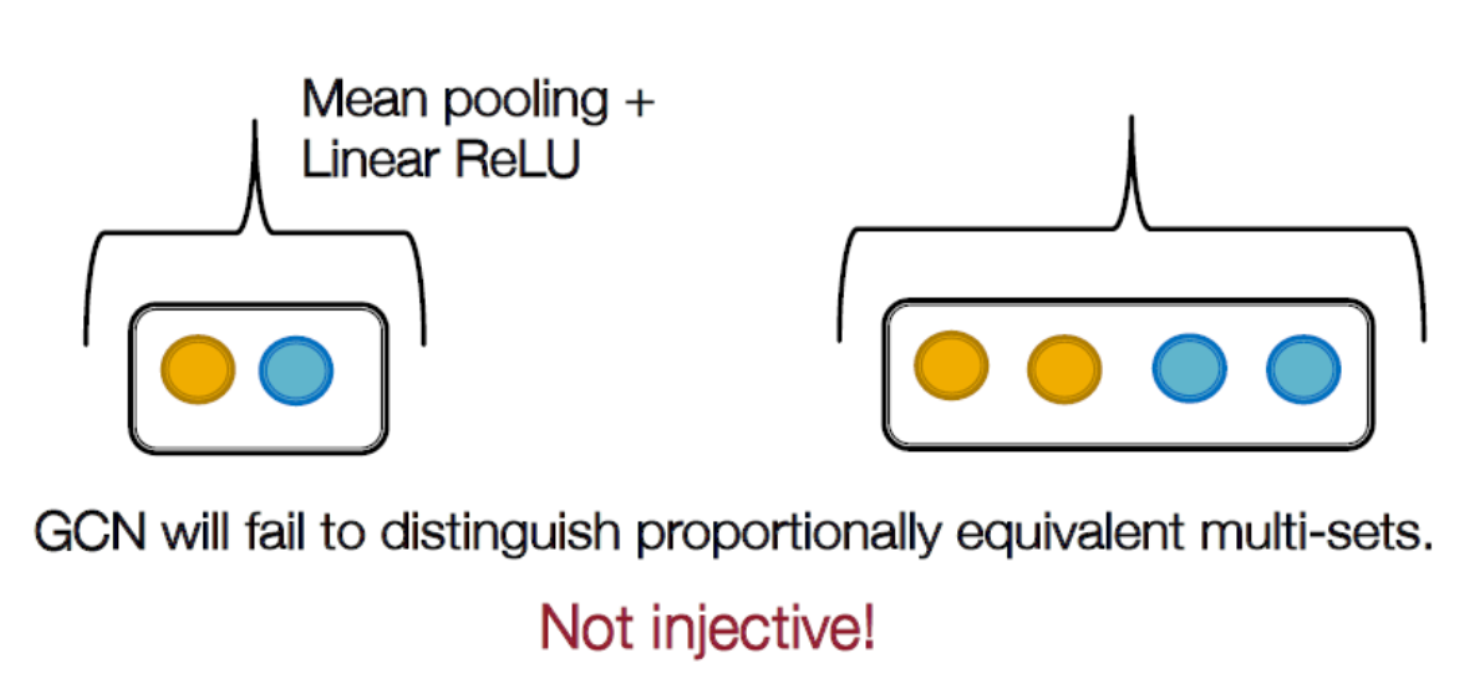 Mean pooling +
Linear ReLU
GCN will fail to distinguish proportionally equivalent multi-sets.
Not injective!